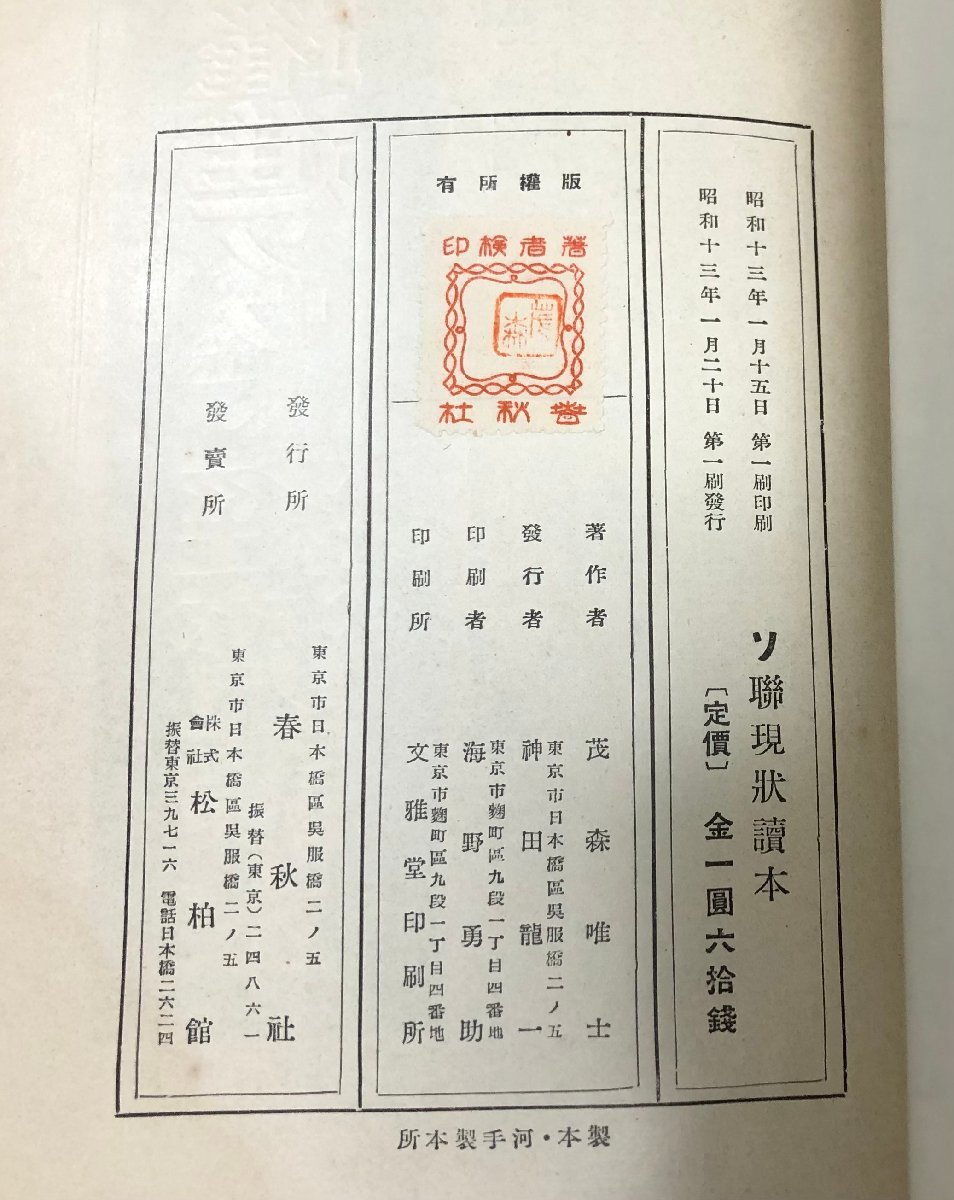 昭和十三年一月十五日 第一刷印刷
昭和十三年一月二十日 第一刷發行
ソ聯現狀讀本
〔定價〕 金一圓六拾錢
版權所有
著者検印
茂森
春秋社
著作者 茂森唯士
東京市日本橋區吳服橋二ノ五
發行者 神田龍一
東京市麴町區九段一丁目四番地
印刷者 海野勇助
東京市麴町區九段一丁目四番地
印刷所 文雅堂印刷所
東京市日本橋區吳服橋二ノ五
發行所 春秋社
振替(東京)二四八六一
東京市日本橋區吳服橋二ノ五
發賣所 株式會社 松柏館
振替東京三九七一六 電話日本橋二六二四
製本・河手製本所